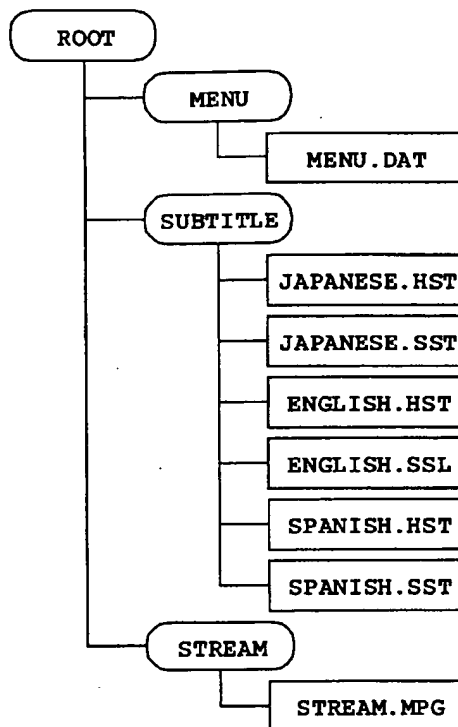 ROOT
MENU
MENU.DAT
SUBTITLE
JAPANESE.HST
JAPANESE.SST
ENGLISH.HST
ENGLISH.SSL
SPANISH.HST
SPANISH.SST
STREAM
STREAM.MPG